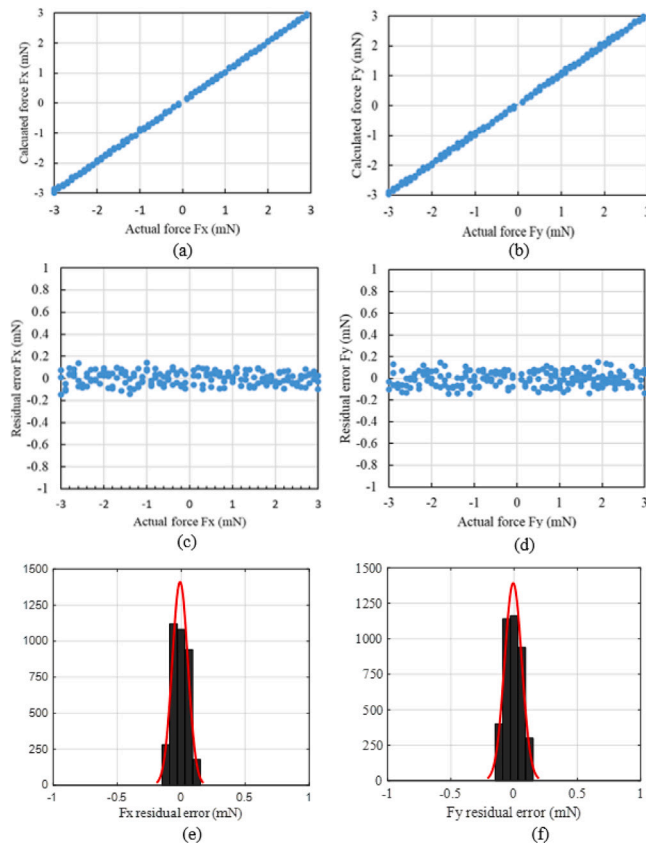 3
2
1
0
-1
-2
-3
-3 -2 -1 0 1 2 3
Calcuated force Fx (mN)
Actual force Fx (mN)
(a)
3
2
1
0
-1
-2
-3
-3 -2 -1 0 1 2 3
Calculated force Fy (mN)
Actual force Fy (mN)
(b)
1
0.8
0.6
0.4
0.2
0
-0.2
-0.4
-0.6
-0.8
-1
-3 -2 -1 0 1 2 3
Residual error Fx (mN)
Actual force Fx (mN)
(c)
1
0.8
0.6
0.4
0.2
0
-0.2
-0.4
-0.6
-0.8
-1
-3 -2 -1 0 1 2 3
Residual error Fy (mN)
Actual force Fy (mN)
(d)
1500
1250
1000
750
500
250
0
-1 -0.5 0 0.5 1
Fx residual error (mN)
(e)
1500
1250
1000
750
500
250
0
-1 -0.5 0 0.5 1
Fy residual error (mN)
(f)